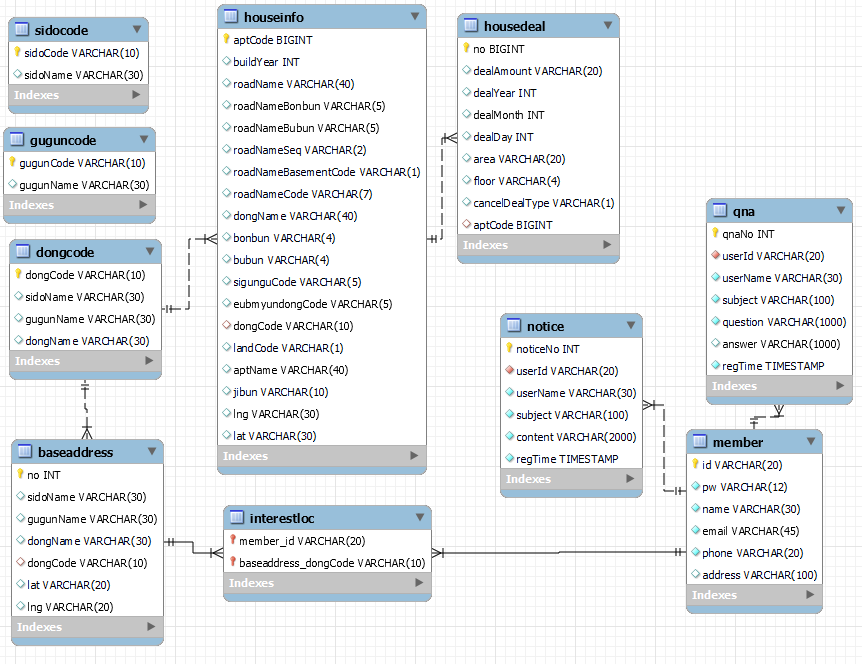 sidocode
sidoCode VARCHAR(10)
sidoName VARCHAR(30)
Indexes
guguncode
gugunCode VARCHAR(10)
gugunName VARCHAR(30)
Indexes
dongcode
dongCode VARCHAR(10)
sidoName VARCHAR(30)
gugunName VARCHAR(30)
dongName VARCHAR(30)
Indexes
baseaddress
no INT
sidoName VARCHAR(30)
gugunName VARCHAR(30)
dongName VARCHAR(30)
dongCode VARCHAR(10)
lat VARCHAR(20)
lng VARCHAR(20)
Indexes
houseinfo
aptCode BIGINT
buildYear INT
roadName VARCHAR(40)
roadNameBonbun VARCHAR(5)
roadNameBubun VARCHAR(5)
roadNameSeq VARCHAR(2)
roadNameBasementCode VARCHAR(1)
roadNameCode VARCHAR(7)
dongName VARCHAR(40)
bonbun VARCHAR(4)
bubun VARCHAR(4)
sigunguCode VARCHAR(5)
eubmyundongCode VARCHAR(5)
dongCode VARCHAR(10)
landCode VARCHAR(1)
aptName VARCHAR(40)
jibun VARCHAR(10)
lng VARCHAR(30)
lat VARCHAR(30)
Indexes
interestloc
member_id VARCHAR(20)
baseaddress_dongCode VARCHAR(10)
Indexes
housedeal
no BIGINT
dealAmount VARCHAR(20)
dealYear INT
dealMonth INT
dealDay INT
area VARCHAR(20)
floor VARCHAR(4)
cancelDealType VARCHAR(1)
aptCode BIGINT
Indexes
notice
noticeNo INT
userId VARCHAR(20)
userName VARCHAR(30)
subject VARCHAR(100)
content VARCHAR(2000)
regTime TIMESTAMP
Indexes
qna
qnaNo INT
userId VARCHAR(20)
userName VARCHAR(30)
subject VARCHAR(100)
question VARCHAR(1000)
answer VARCHAR(1000)
regTime TIMESTAMP
Indexes
member
id VARCHAR(20)
pw VARCHAR(12)
name VARCHAR(30)
email VARCHAR(45)
phone VARCHAR(20)
address VARCHAR(100)
Indexes